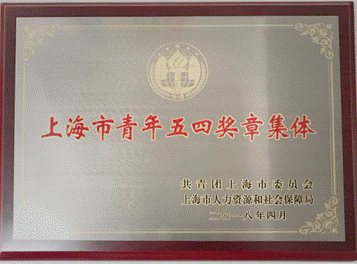 上海市青年五四奖章集体
共青团上海市委员会
上海市人力资源和社会保障局
二〇一八年四月